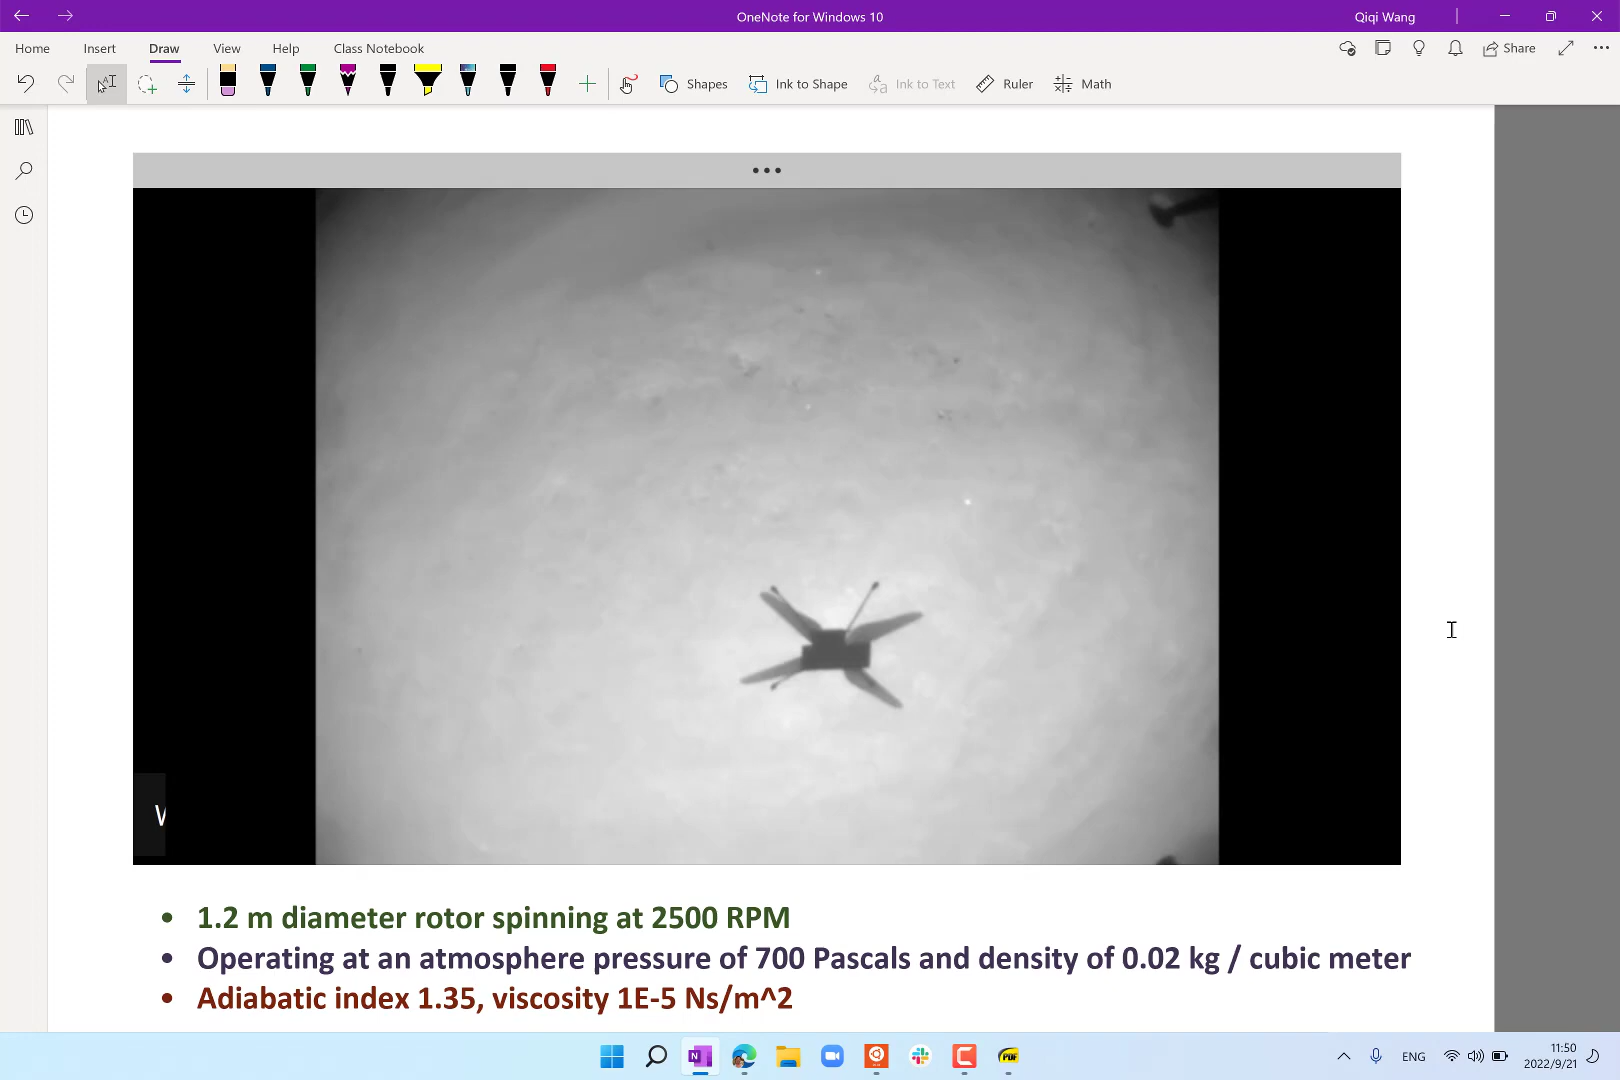 OneNote for Windows 10
Qiqi Wang
Home Insert Draw View Help Class Notebook
Share
Shapes Ink to Shape Ink to Text Ruler Math
• 1.2 m diameter rotor spinning at 2500 RPM
• Operating at an atmosphere pressure of 700 Pascals and density of 0.02 kg / cubic meter
• Adiabatic index 1.35, viscosity 1E-5 Ns/m^2
ENG
11:50
2022/9/21